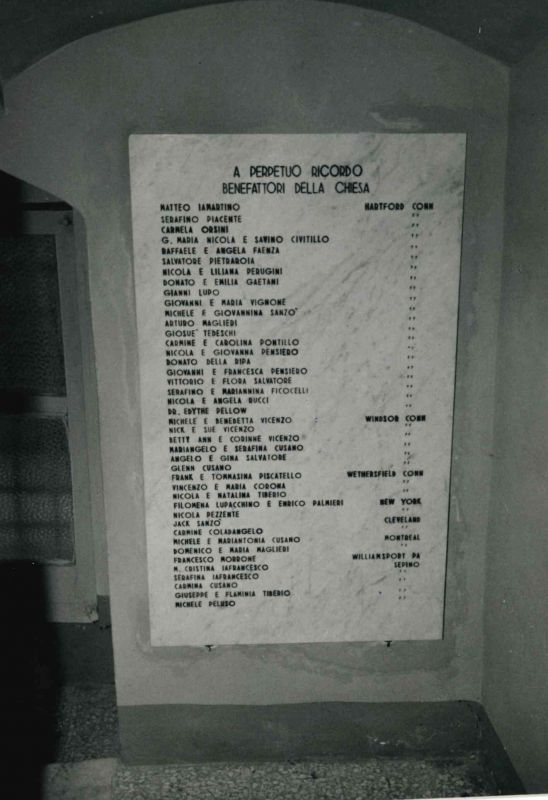 A PERPETUO RICORDO
BENEFATTORI DELLA CHIESA
MATTEO IAMARTINO HARTFORD CONN
SERAFINO PIACENTE ,,
CARMELA ORSINI ,,
G. MARIA NICOLA E SAVINO CIVITILLO ,,
RAFFAELE E ANGELA FAENZA ,,
SALVATORE PIETRAROIA ,,
NICOLA E LILIANA PERUGINI ,,
DONATO E EMILIA GAETANI ,,
GIANNI LUPO ,,
GIOVANNI E MARIA VIGNONE ,,
MICHELE E GIOVANNINA SANZO' ,,
ARTURO MAGLIERI ,,
GIOSUE' TEDESCHI ,,
CARMINE E CAROLINA PONTILLO ,,
NICOLA E GIOVANNA PENSIERO ,,
DONATO DELLA RIPA ,,
GIOVANNI E FRANCESCA PENSIERO ,,
VITTORIO E FLORA SALVATORE ,,
SERAFINO E MARIANNINA FICOCELLI ,,
NICOLA E ANGELA BUCCI ,,
DR. EDYTHE PELLOW ,,
MICHELE E BENEDETTA VICENZO WINDSOR CONN
NICK E SUE VICENZO ,,
BETTY ANN E CORINNE VICENZO ,,
MARIANGELO E SERAFINA CUSANO ,,
ANGELO E GINA SALVATORE ,,
GLENN CUSANO ,,
FRANK E TOMMASINA PISCATELLO WETHERSFIELD CONN
VINCENZO E MARIA CORONA ,,
NICOLA E NATALINA TIBERIO ,,
FILOMENA LUPACCHINO E ENRICO PALMIERI NEW YORK
NICOLA PEZZENTE ,,
JACK SANZO' CLEVELAND
CARMINE COLADANGELO ,,
MICHELE E MARIANTONIA CUSANO MONTREAL
DOMENICO E MARIA MAGLIERI ,,
FRANCESCO MORRONE WILLIAMSPORT PA
M. CRISTINA IAFRANCESCO SEPINO
SERAFINA IAFRANCESCO ,,
CARMINA CUSANO ,,
GIUSEPPE E FLAMINIA TIBERIO ,,
MICHELE PELUSO ,,